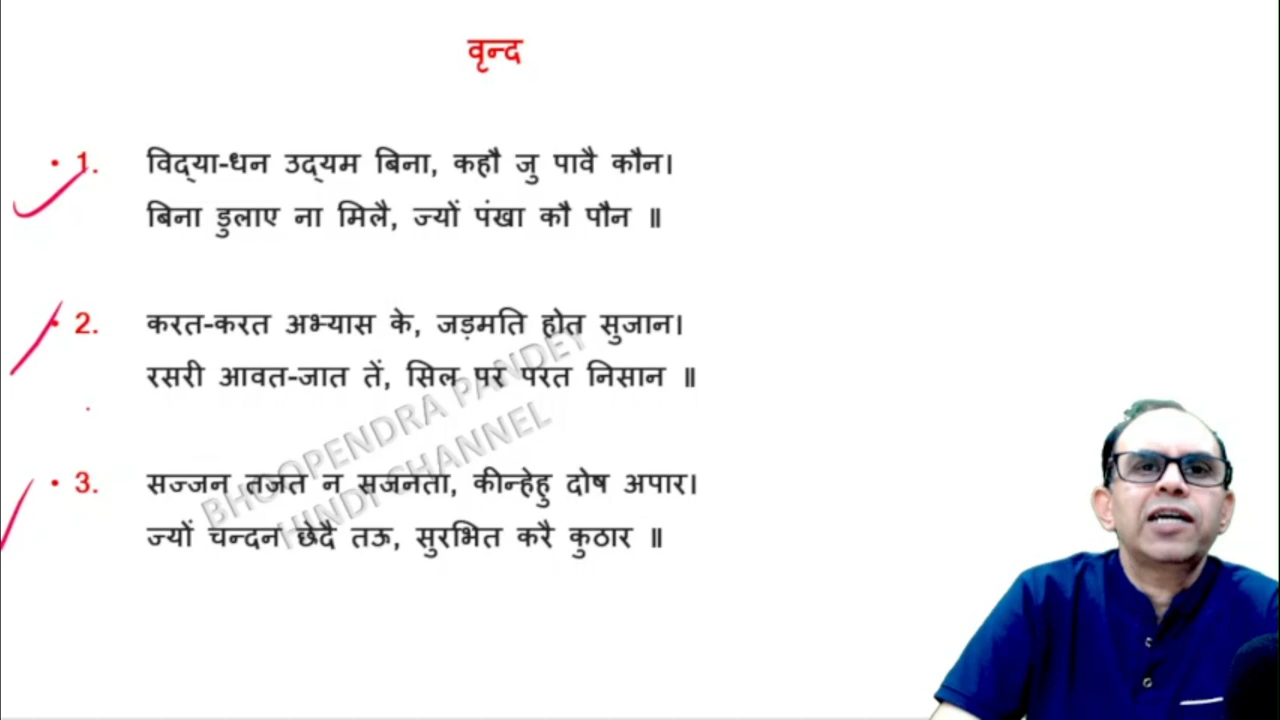 वृन्द
• 1. विद्‌या-धन उद्‌यम बिना, कहौ जु पावै कौन।
बिना डुलाए ना मिलै, ज्यों पंखा कौ पौन ॥
• 2. करत-करत अभ्यास के, जड़मति होत सुजान।
रसरी आवत-जात तें, सिल पर परत निसान ॥
• 3. सज्जन तजत न सजनता, कीन्हेहु दोष अपार।
ज्यों चन्दन छेदै तऊ, सुरभित करै कुठार ॥
BHOOPENDRA PANDEY
HINDI CHANNEL